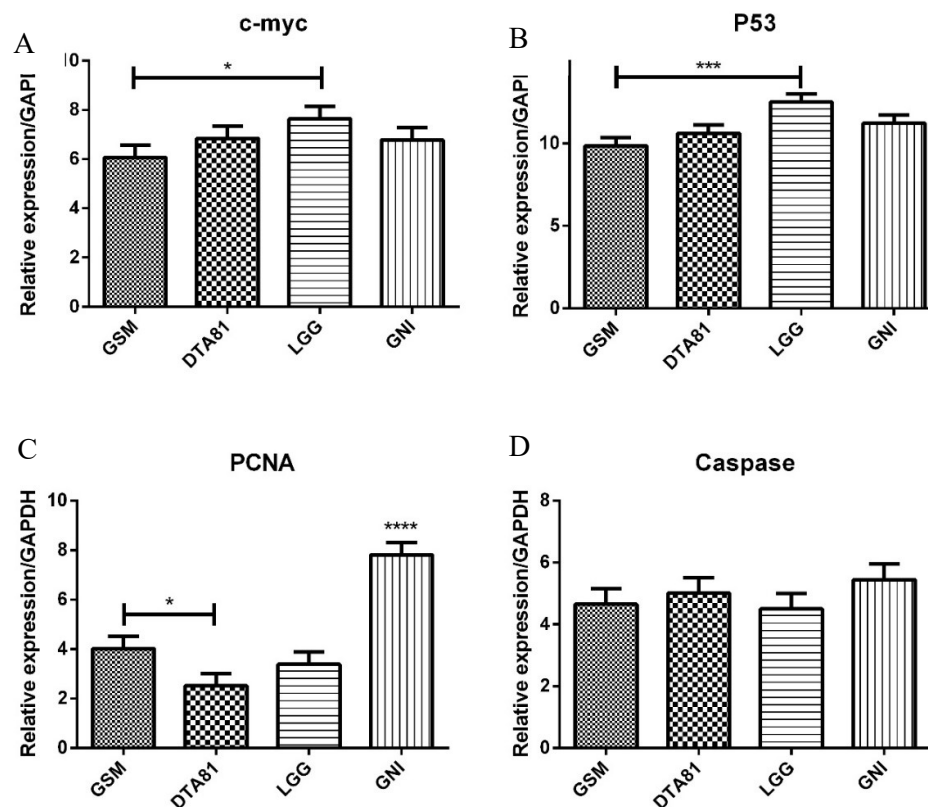 A
c-myc
Relative expression/GAPI
10
8
6
4
2
0
*
GSM
DTA81
LGG
GNI
B
P53
Relative expression/GAPI
10
5
0
***
GSM
DTA81
LGG
GNI
C
PCNA
Relative expression/GAPDH
10
8
6
4
2
0
*
****
GSM
DTA81
LGG
GNI
D
Caspase
Relative expression/GAPDH
8
6
4
2
0
GSM
DTA81
LGG
GNI